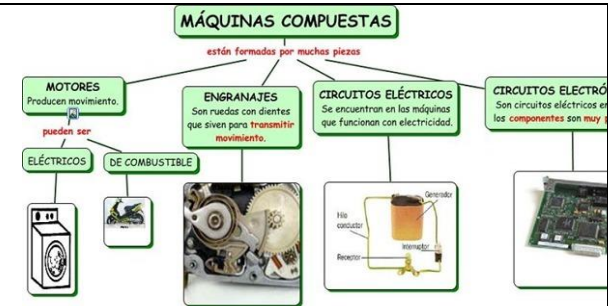 MÁQUINAS COMPUESTAS
están formadas por muchas piezas
MOTORES
Producen movimiento.
pueden ser
ELÉCTRICOS
DE COMBUSTIBLE
ENGRANAJES
Son ruedas con dientes
que siven para transmitir
movimiento.
CIRCUITOS ELÉCTRICOS
Se encuentran en las máquinas
que funcionan con electricidad.
Generador
Hilo
conductor
Interruptor
Receptor
CIRCUITOS ELECTRÓ
Son circuitos eléctricos en
los componentes son muy p